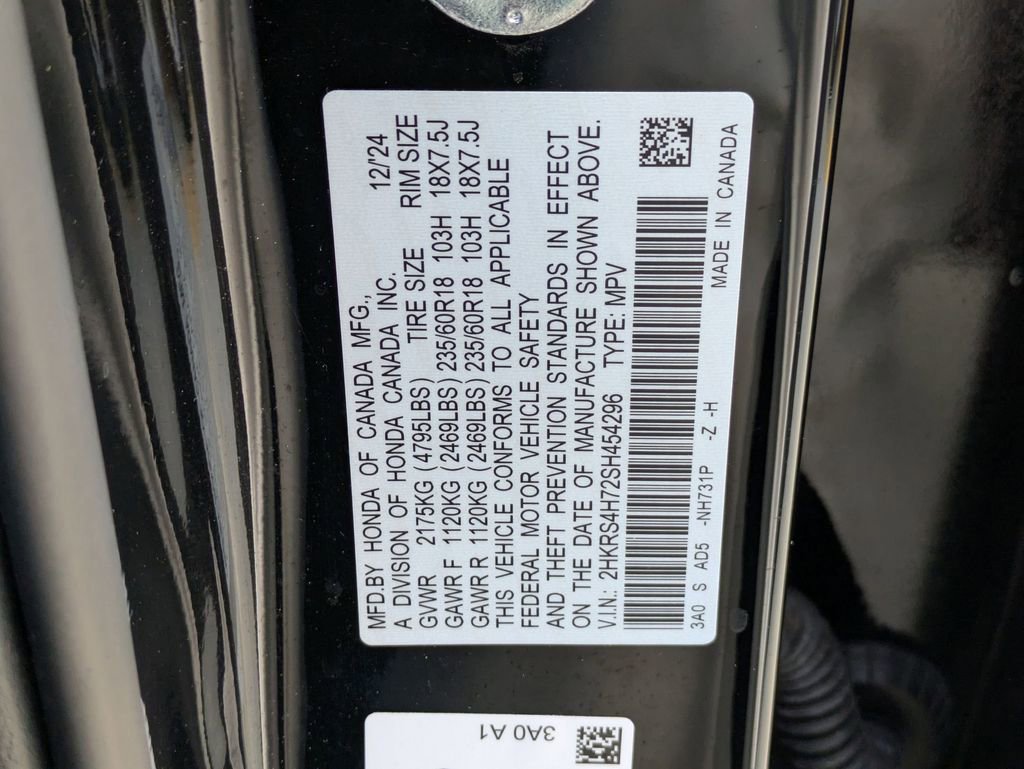 MFD.BY HONDA OF CANADA MFG., 12/'24
A DIVISION OF HONDA CANADA INC.
GVWR 2175KG (4795LBS) TIRE SIZE RIM SIZE
GAWR F 1120KG (2469LBS) 235/60R18 103H 18X7.5J
GAWR R 1120KG (2469LBS) 235/60R18 103H 18X7.5J
THIS VEHICLE CONFORMS TO ALL APPLICABLE
FEDERAL MOTOR VEHICLE SAFETY
AND THEFT PREVENTION STANDARDS IN EFFECT
ON THE DATE OF MANUFACTURE SHOWN ABOVE.
V.I.N.: 2HKRS4H72SH454296 TYPE: MPV
3A0 S AD5 -NH731P -Z -H MADE IN CANADA
3A0 A1